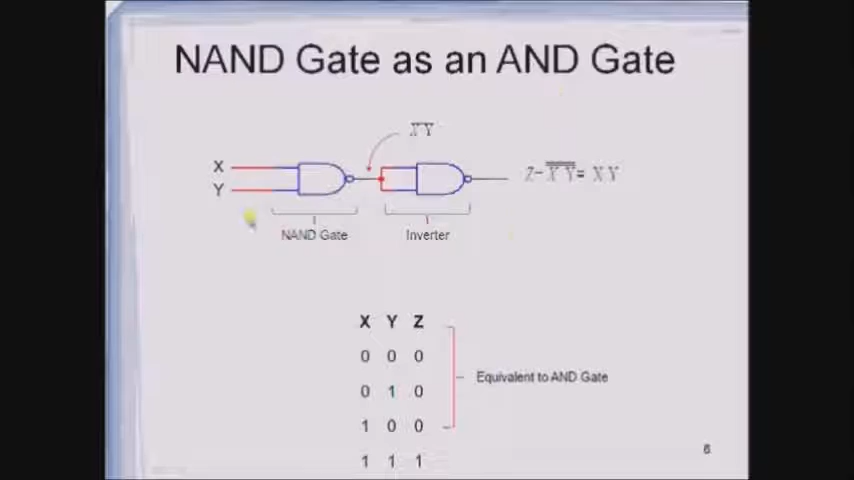 NAND Gate as an AND Gate
X̅Y̅
X
Y
Z=X̿ ̿Y̿= X Y
NAND Gate
Inverter
X Y Z
0 0 0
0 1 0
1 0 0
1 1 1
Equivalent to AND Gate
6